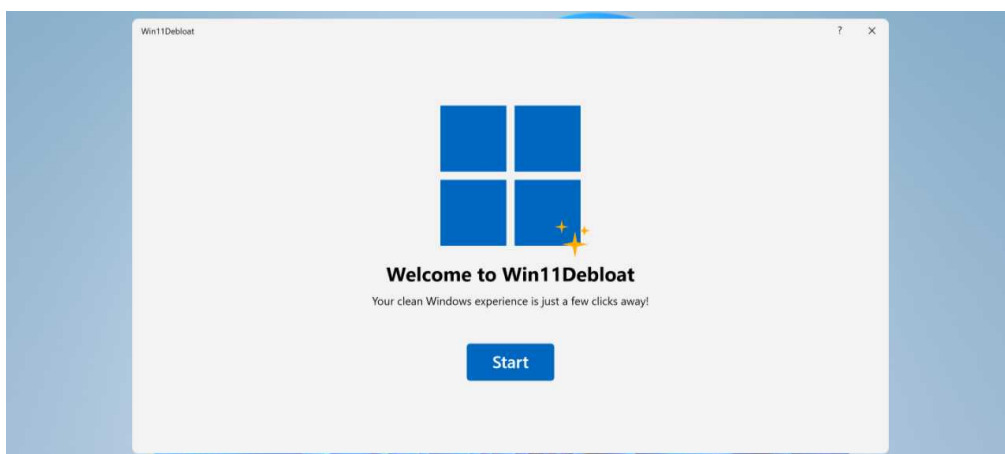 Win11Debloat ?
Welcome to Win11Debloat
Your clean Windows experience is just a few clicks away!
Start